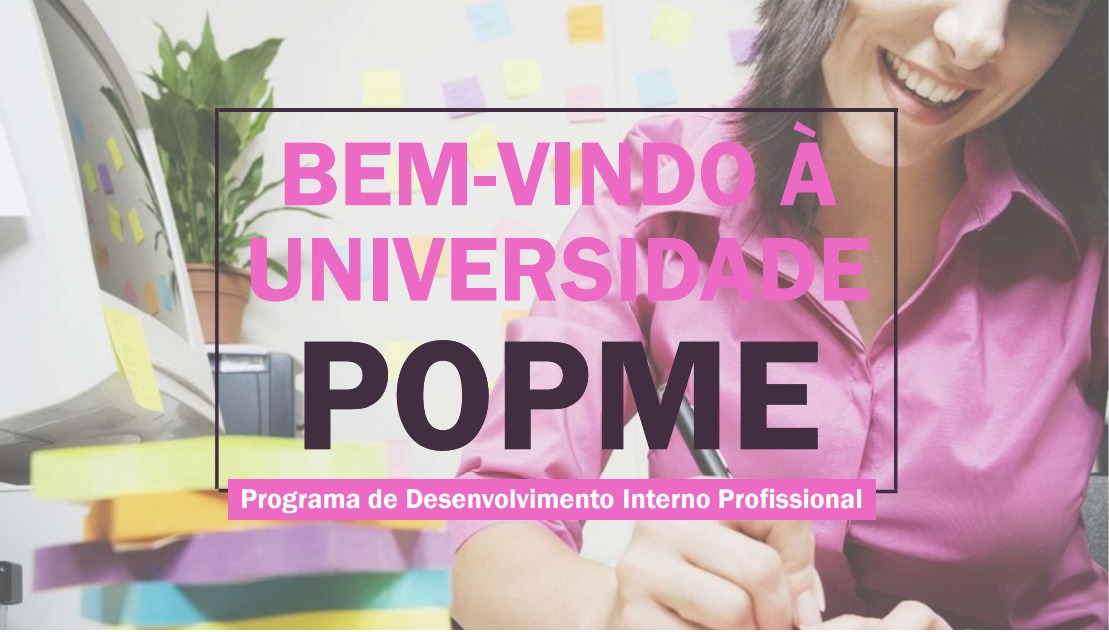 BEM-VINDO À
UNIVERSIDADE
POPME
Programa de Desenvolvimento Interno Profissional